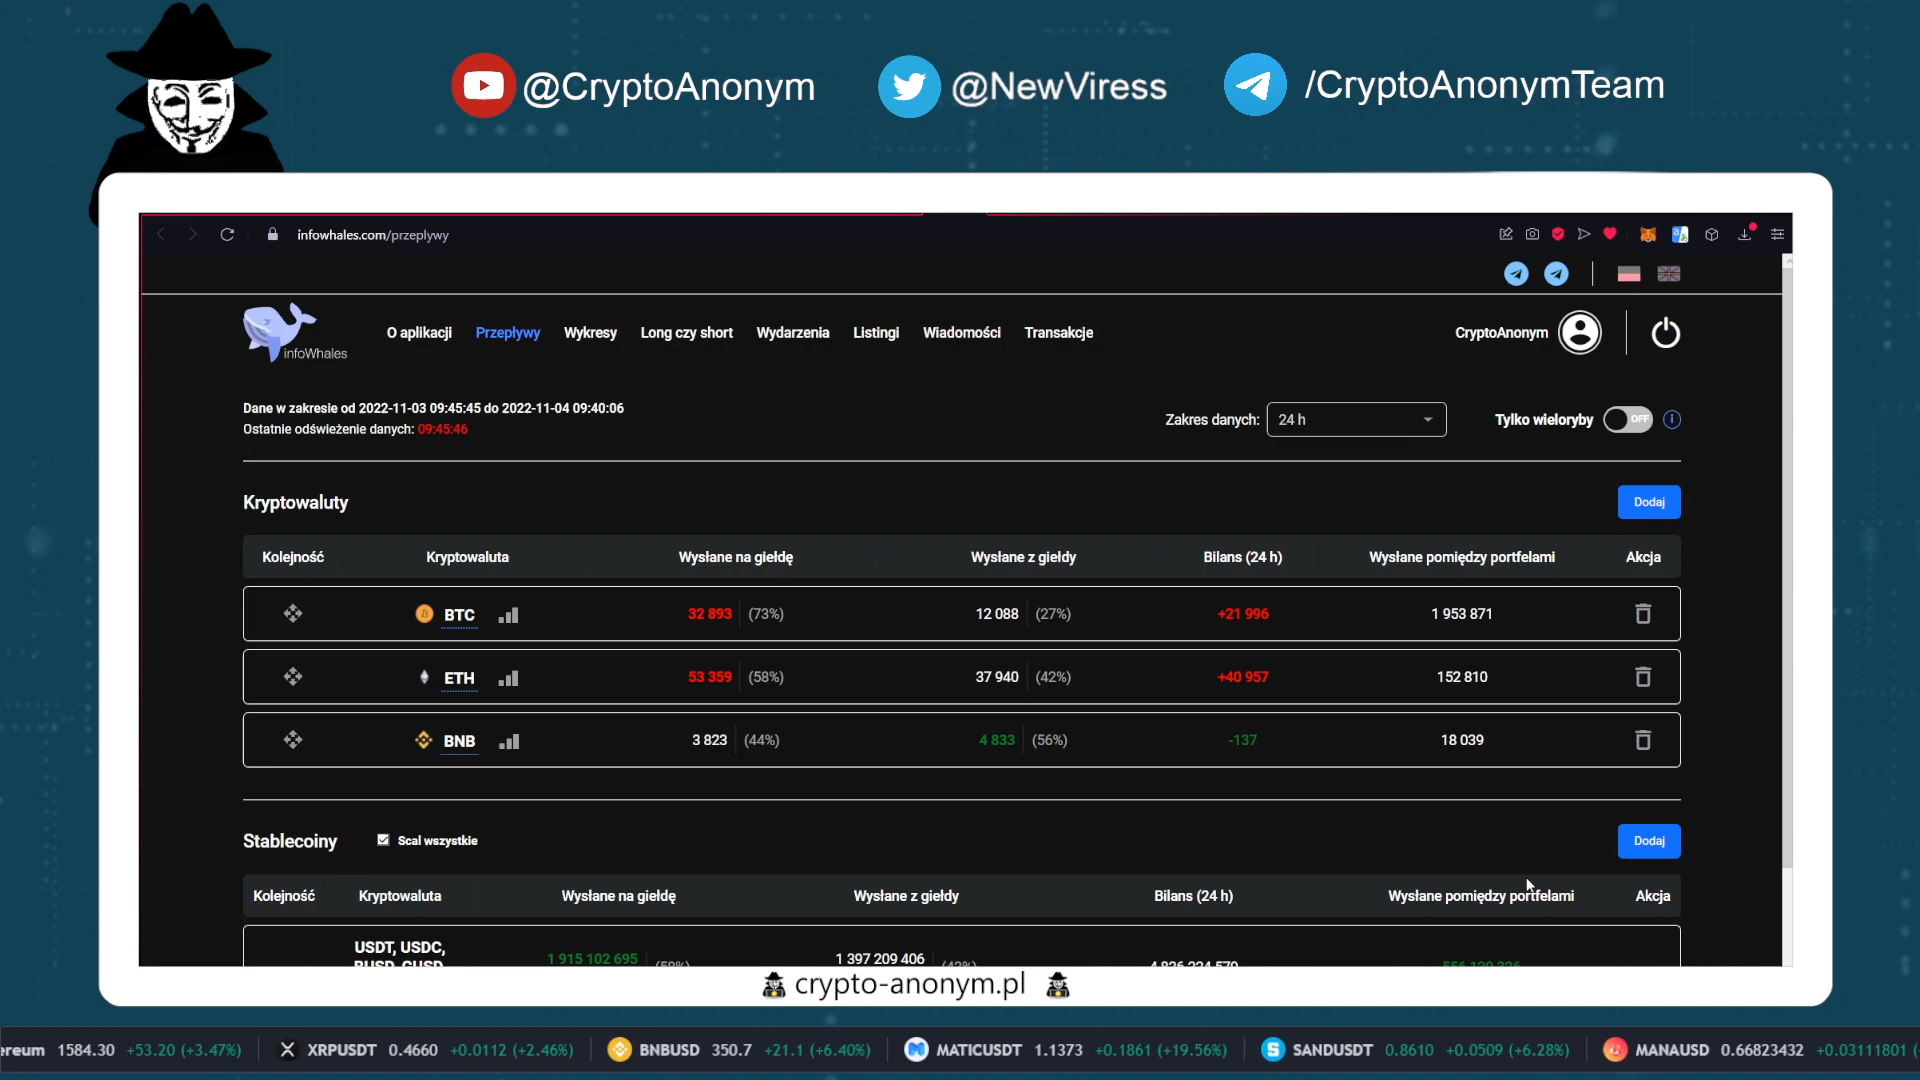 @CryptoAnonym @NewViress /CryptoAnonymTeam
infowhales.com/przeplywy
infoWhales O aplikacji Przepływy Wykresy Long czy short Wydarzenia Listingi Wiadomości Transakcje CryptoAnonym
Dane w zakresie od 2022-11-03 09:45:45 do 2022-11-04 09:40:06
Ostatnie odświeżenie danych: 09:45:46
Zakres danych: 24 h Tylko wieloryby OFF
Kryptowaluty Dodaj
Kolejność Kryptowaluta Wysłane na giełdę Wysłane z giełdy Bilans (24 h) Wysłane pomiędzy portfelami Akcja
BTC 32 893 (73%) 12 088 (27%) +21 996 1 953 871
ETH 53 359 (58%) 37 940 (42%) +40 957 152 810
BNB 3 823 (44%) 4 833 (56%) -137 18 039
Stablecoiny Scal wszystkie Dodaj
Kolejność Kryptowaluta Wysłane na giełdę Wysłane z giełdy Bilans (24 h) Wysłane pomiędzy portfelami Akcja
USDT, USDC, 1 915 102 695 1 397 209 406
crypto-anonym.pl
ereum 1584.30 +53.20 (+3.47%) XRPUSDT 0.4660 +0.0112 (+2.46%) BNBUSD 350.7 +21.1 (+6.40%) MATICUSDT 1.1373 +0.1861 (+19.56%) SANDUSDT 0.8610 +0.0509 (+6.28%) MANAUSD 0.66823432 +0.03111801 (